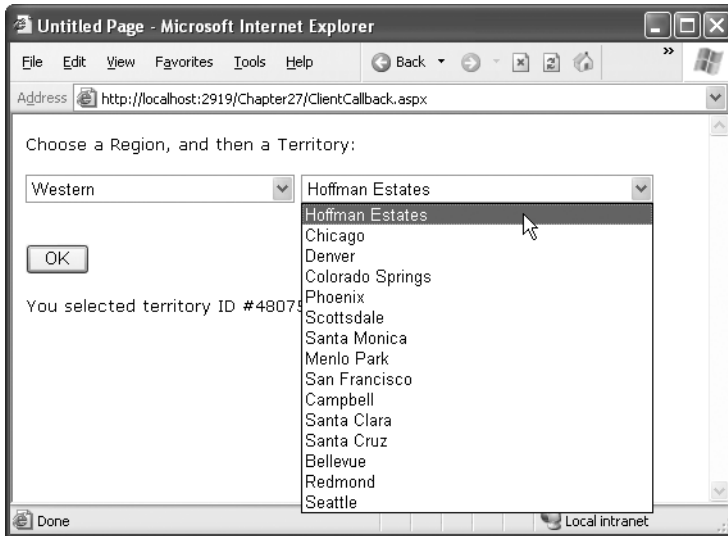 Untitled Page - Microsoft Internet Explorer
File Edit View Favorites Tools Help Back »
Address http://localhost:2919/Chapter27/ClientCallback.aspx
Choose a Region, and then a Territory:
Western Hoffman Estates
Hoffman Estates
Chicago
Denver
Colorado Springs
Phoenix
Scottsdale
Santa Monica
Menlo Park
San Francisco
Campbell
Santa Clara
Santa Cruz
Bellevue
Redmond
Seattle
OK
You selected territory ID #48075
Done Local intranet